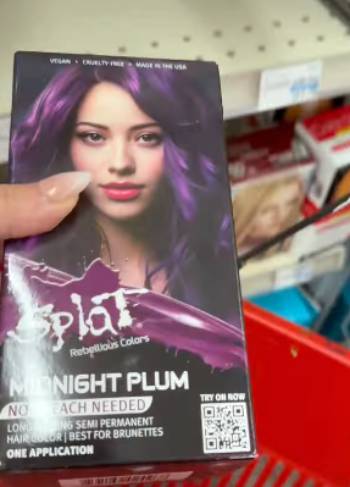 VEGAN • CRUELTY-FREE • MADE IN THE USA
Splat
Rebellious Colors
MIDNIGHT PLUM
NO BLEACH NEEDED
LONG LASTING SEMI PERMANENT
HAIR COLOR | BEST FOR BRUNETTES
ONE APPLICATION
TRY ON NOW